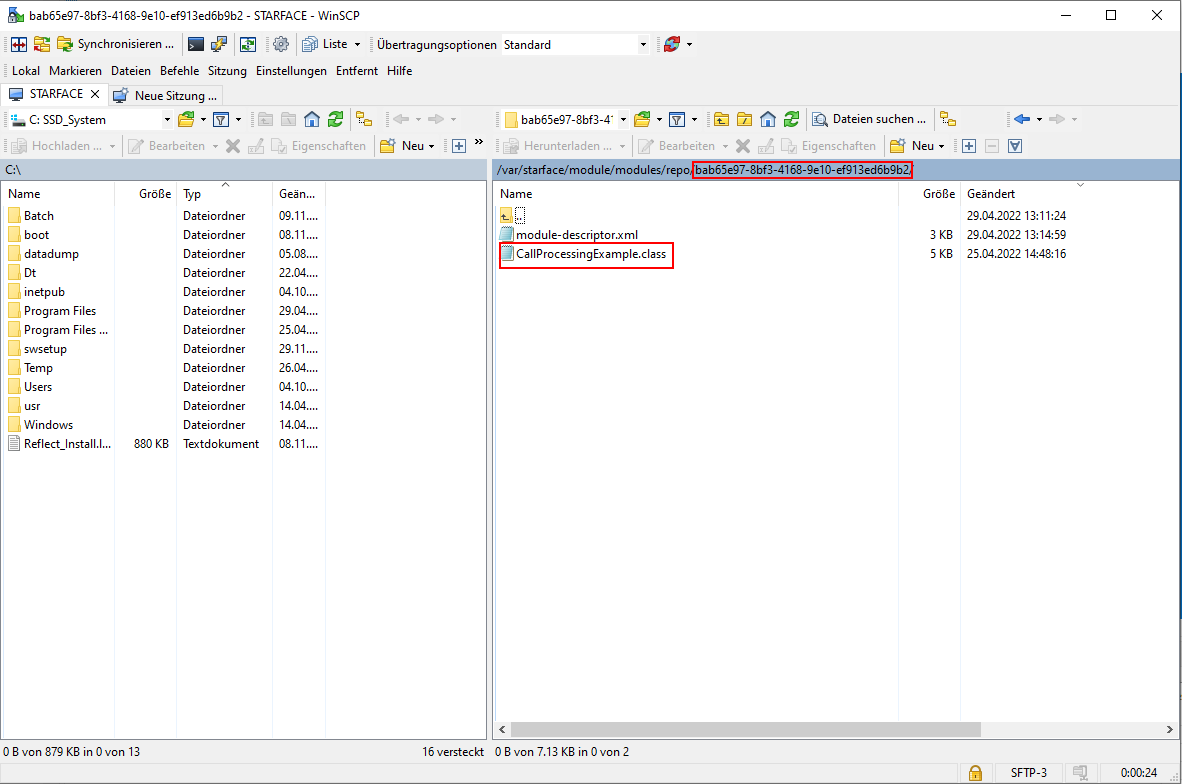 bab65e97-8bf3-4168-9e10-ef913ed6b9b2 - STARFACE - WinSCP
Synchronisieren ... Liste Übertragungsoptionen Standard
Lokal Markieren Dateien Befehle Sitzung Einstellungen Entfernt Hilfe
STARFACE Neue Sitzung ...
C: SSD_System
Hochladen ... Bearbeiten Eigenschaften Neu »
C:\
Name Größe Typ Geän...
Batch Dateiordner 09.11....
boot Dateiordner 08.11....
datadump Dateiordner 05.08....
Dt Dateiordner 22.04....
inetpub Dateiordner 04.10....
Program Files Dateiordner 29.04....
Program Files ... Dateiordner 25.04....
swsetup Dateiordner 29.11....
Temp Dateiordner 26.04....
Users Dateiordner 04.10....
usr Dateiordner 14.04....
Windows Dateiordner 14.04....
Reflect_Install.l... 880 KB Textdokument 08.11....
0 B von 879 KB in 0 von 13 16 versteckt
bab65e97-8bf3-41 Dateien suchen ...
Herunterladen ... Bearbeiten Eigenschaften Neu
/var/starface/module/modules/repo/bab65e97-8bf3-4168-9e10-ef913ed6b9b2/
Name Größe Geändert
.. 29.04.2022 13:11:24
module-descriptor.xml 3 KB 29.04.2022 13:14:59
CallProcessingExample.class 5 KB 25.04.2022 14:48:16
0 B von 7.13 KB in 0 von 2
SFTP-3 0:00:24